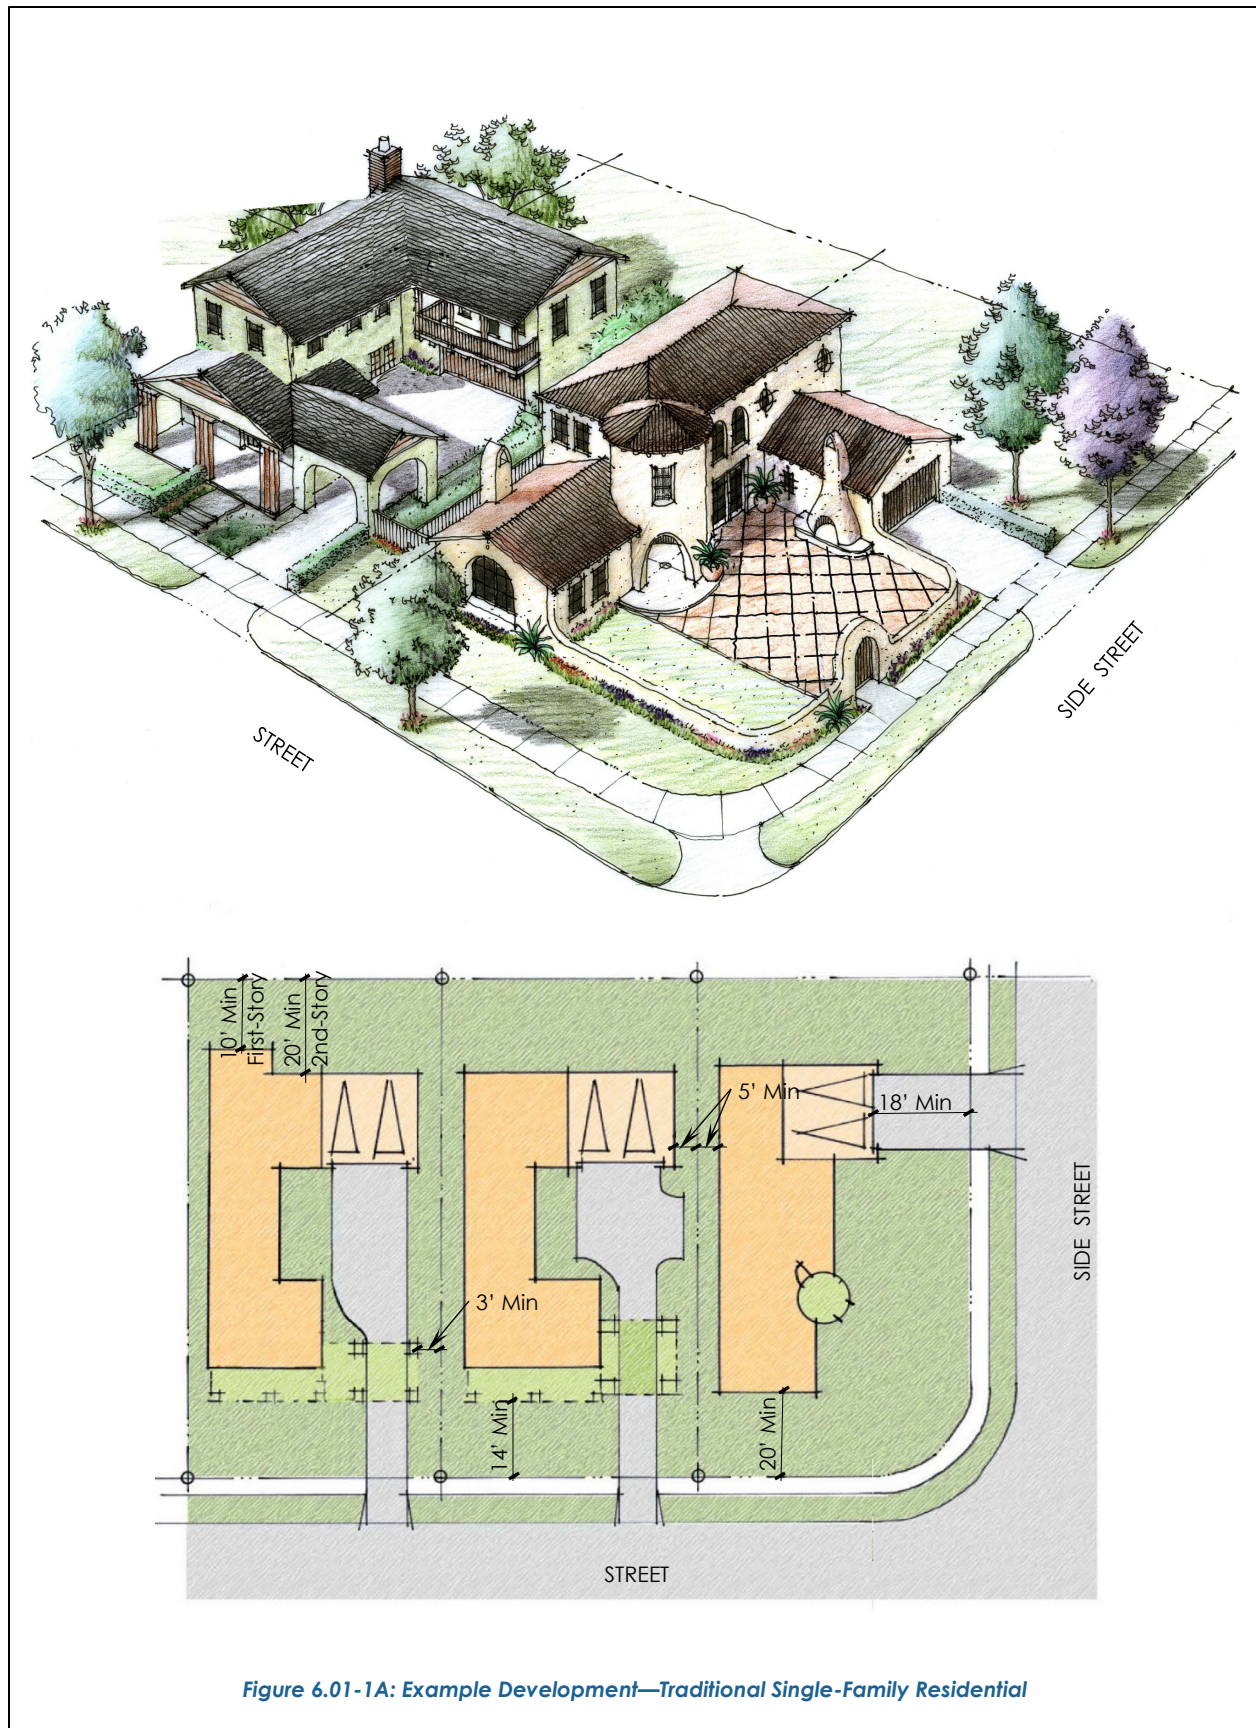 STREET
SIDE STREET
10’ Min
First-Story
20’ Min
2nd-Story
5’ Min
18’ Min
3’ Min
14’ Min
20’ Min
SIDE STREET
STREET
Figure 6.01-1A: Example Development—Traditional Single-Family Residential